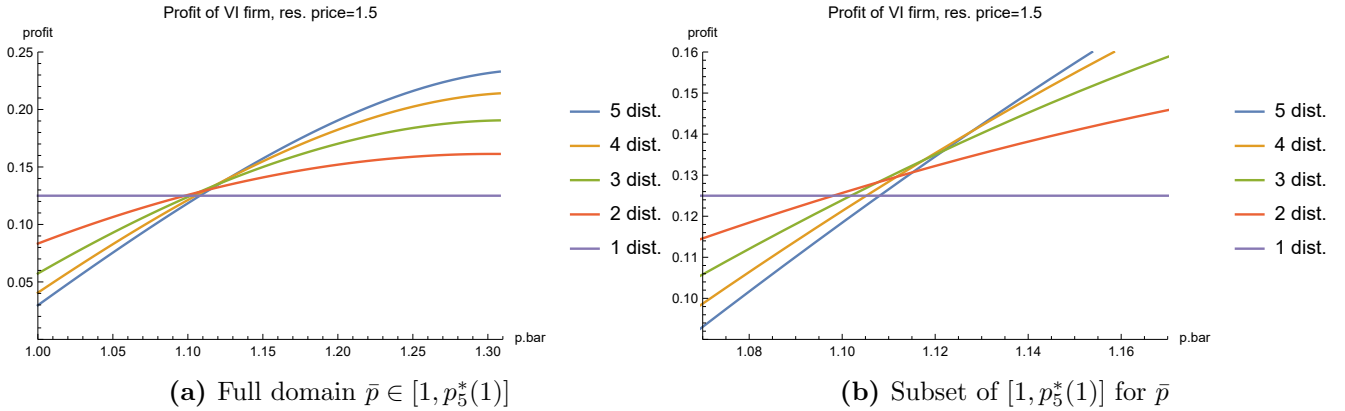 Profit of VI firm, res. price=1.5
profit
0.25
0.20
0.15
0.10
0.05
1.00 1.05 1.10 1.15 1.20 1.25 1.30
p.bar
5 dist.
4 dist.
3 dist.
2 dist.
1 dist.
(a) Full domain p̄ ∈ [1, p₅*(1)]
Profit of VI firm, res. price=1.5
profit
0.16
0.15
0.14
0.13
0.12
0.11
0.10
1.08 1.10 1.12 1.14 1.16
p.bar
5 dist.
4 dist.
3 dist.
2 dist.
1 dist.
(b) Subset of [1, p₅*(1)] for p̄